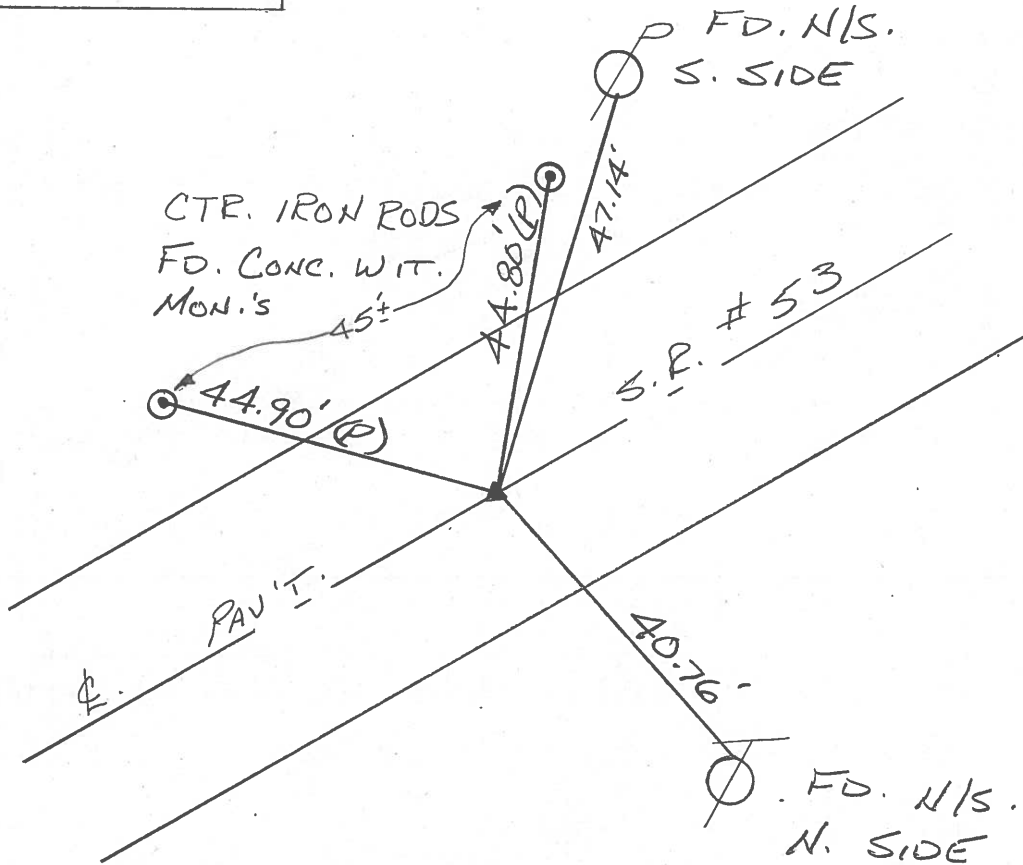 FD. N/S.
S. SIDE
CTR. IRON RODS
FD. CONC. WIT.
MON.'S
45'±
44.80' (P)
47.14'
44.90' (P)
S.R. #53
PAV'T.
℄.
40.76'
FD. N/S.
N. SIDE